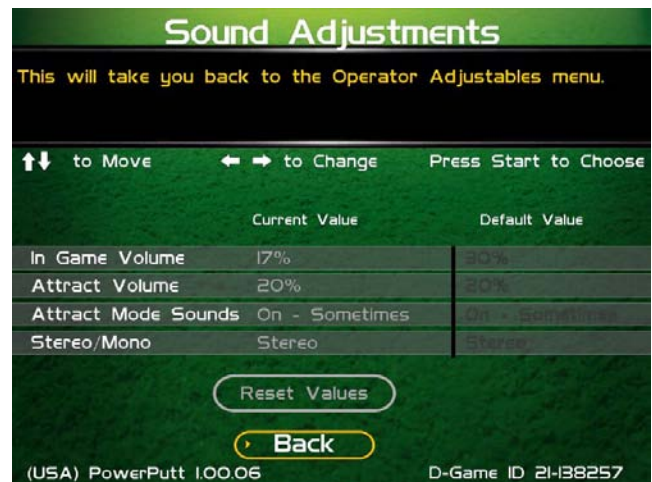 Sound Adjustments
This will take you back to the Operator Adjustables menu.
to Move to Change Press Start to Choose
Current Value Default Value
In Game Volume 17% 30%
Attract Volume 20% 20%
Attract Mode Sounds On - Sometimes On - Sometimes
Stereo/Mono Stereo Stereo
Reset Values
Back
(USA) PowerPutt 1.00.06 D-Game ID 21-138257